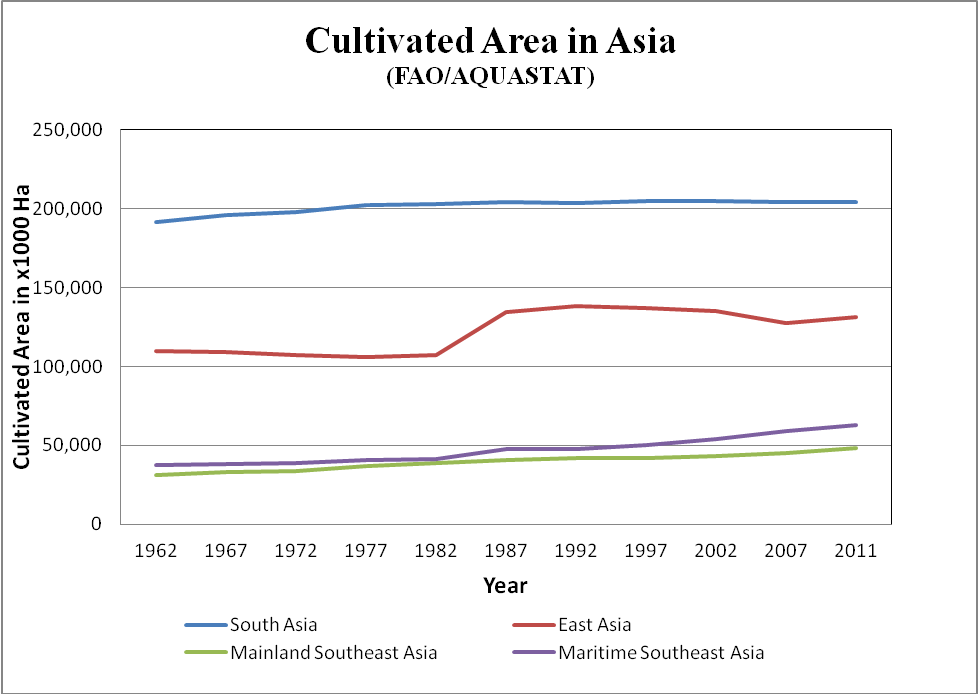 Cultivated Area in Asia
(FAO/AQUASTAT)
Cultivated Area in x1000 Ha
250,000
200,000
150,000
100,000
50,000
0
1962 1967 1972 1977 1982 1987 1992 1997 2002 2007 2011
Year
South Asia East Asia
Mainland Southeast Asia Maritime Southeast Asia